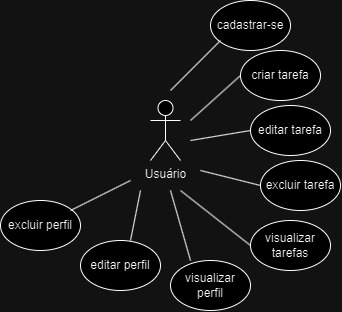 cadastrar-se
criar tarefa
editar tarefa
Usuário
excluir tarefa
excluir perfil
visualizar
tarefas
editar perfil
visualizar
perfil